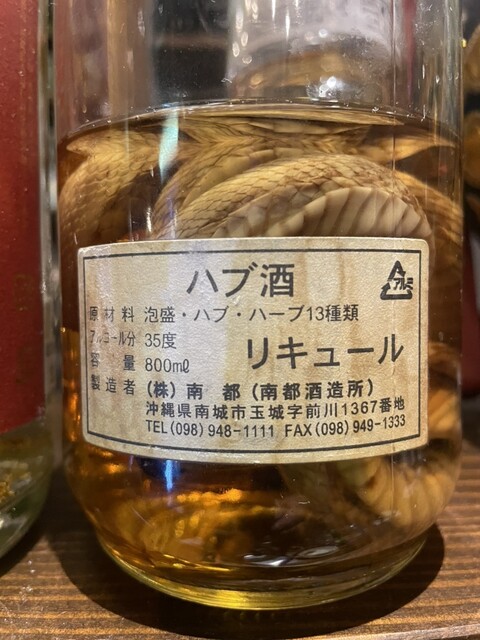 ハブ酒
アルミ
原材料 泡盛・ハブ・ハーブ13種類
アルコール分 35度
リキュール
容量 800mℓ
製造者 (株)南都(南都酒造所)
沖縄県南城市玉城字前川1367番地
TEL(098)948-1111 FAX(098)949-1333